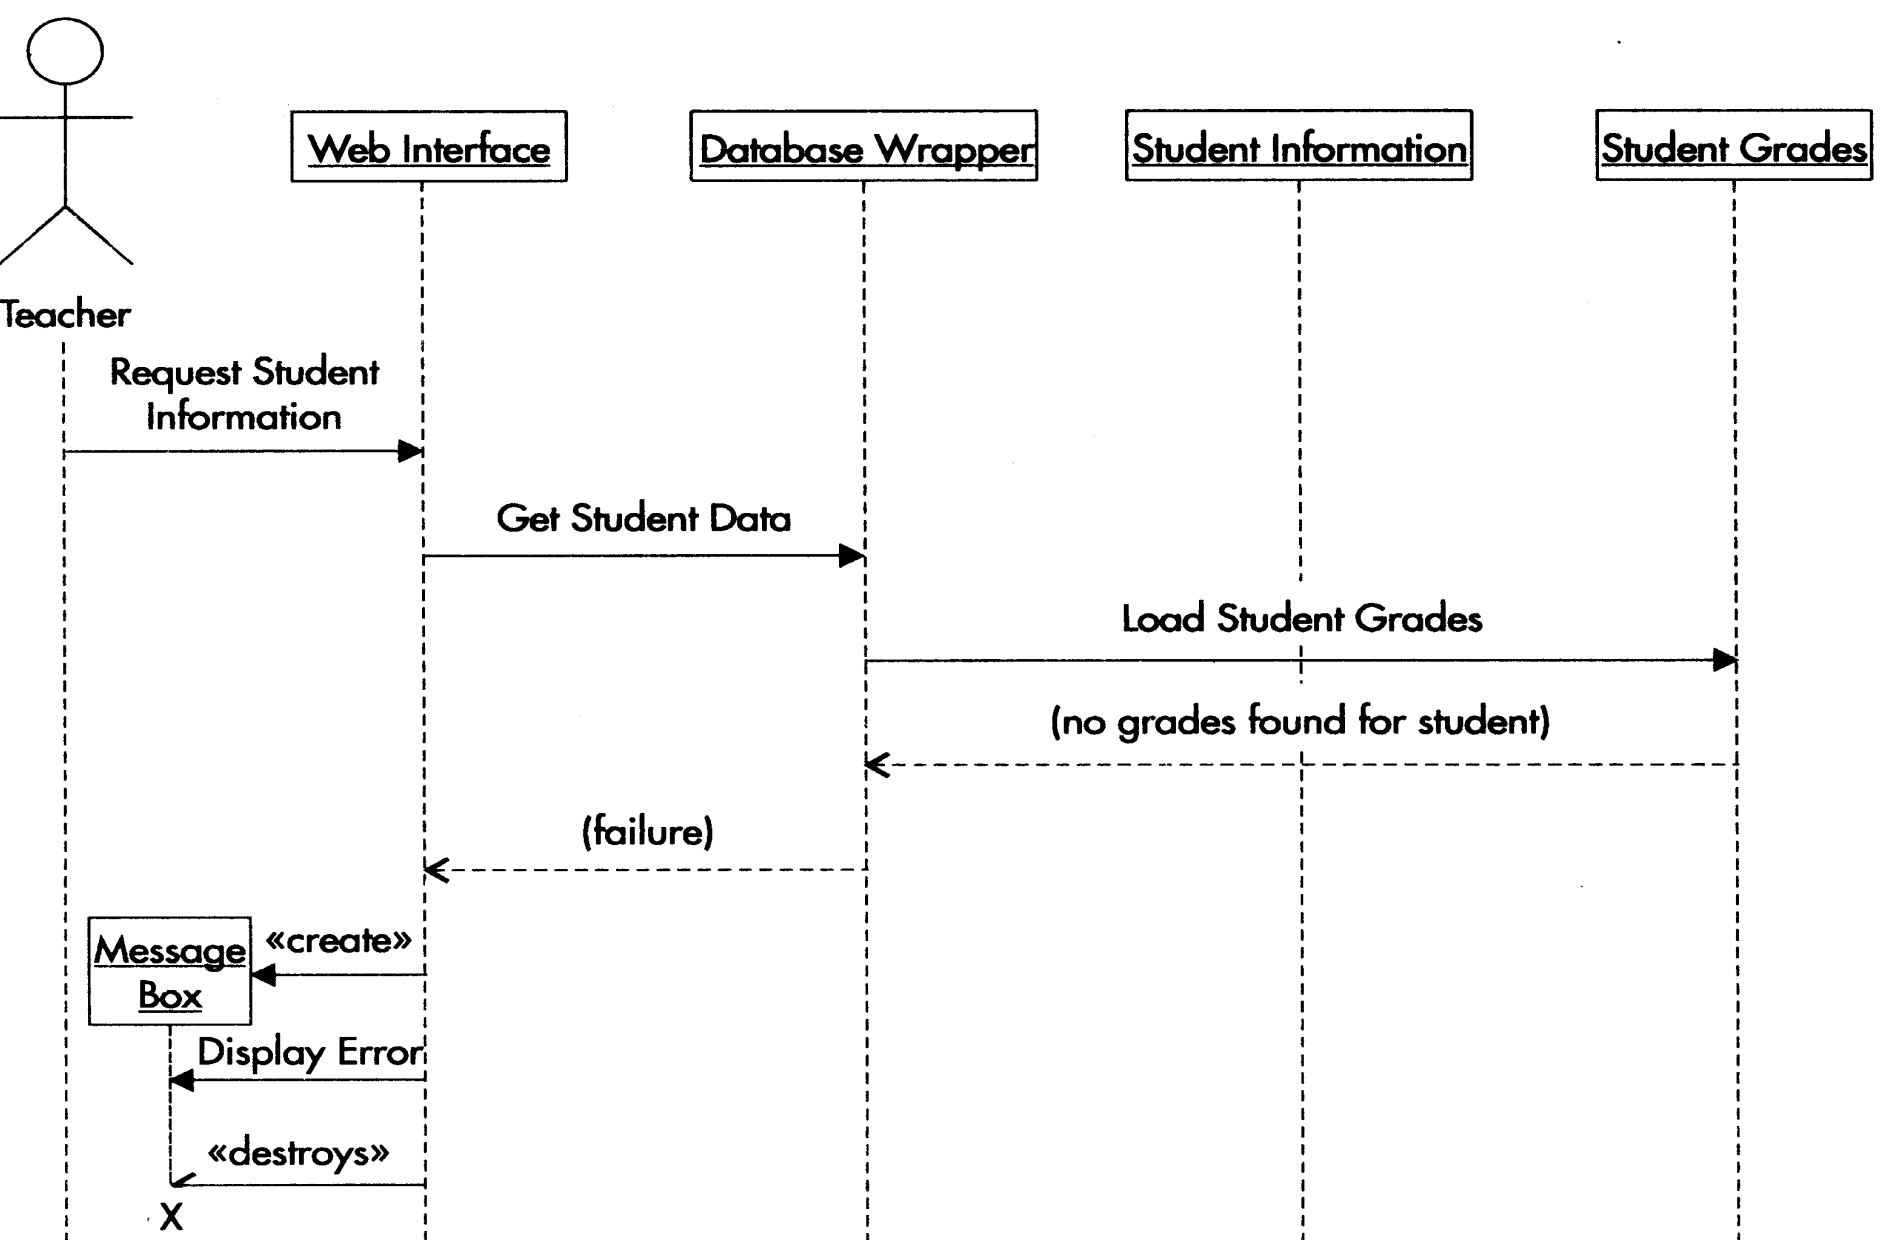 Web Interface
Database Wrapper
Student Information
Student Grades
Teacher
Request Student
Information
Get Student Data
Load Student Grades
(no grades found for student)
(failure)
Message
Box
«create»
Display Error
«destroys»
X